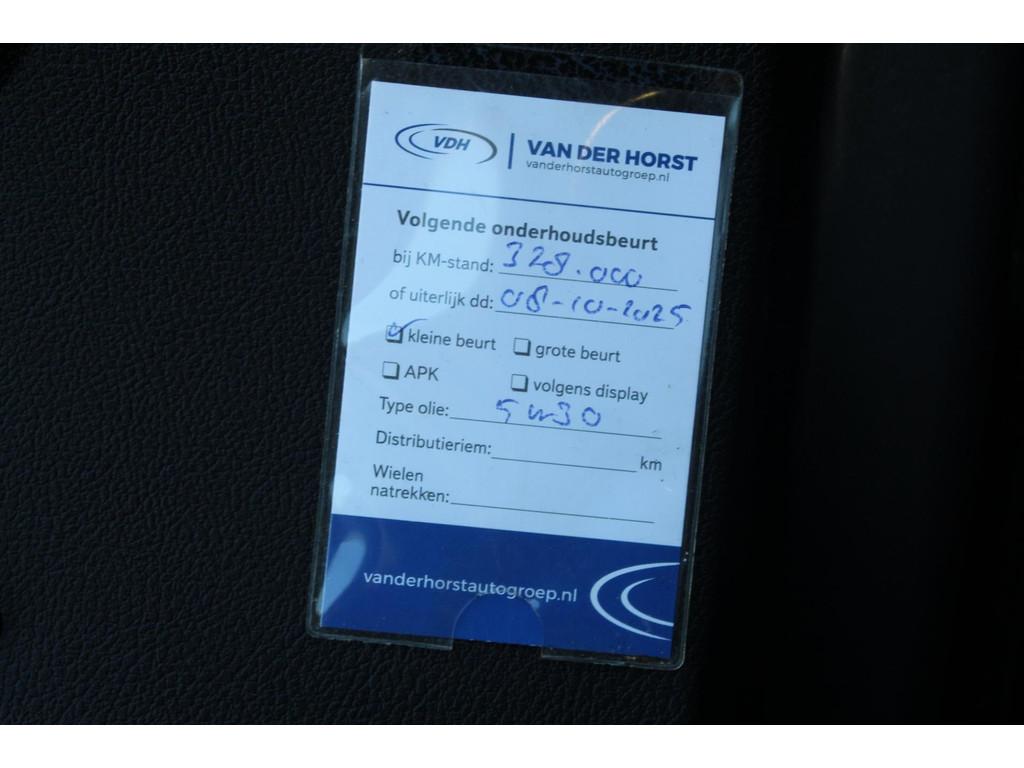 VDH
VAN DER HORST
vanderhorstautogroep.nl
Volgende onderhoudsbeurt
bij KM-stand: 328.000
of uiterlijk dd: 08-10-2025
kleine beurt grote beurt
APK volgens display
Type olie: 5w30
Distributieriem: km
Wielen
natrekken:
vanderhorstautogroep.nl